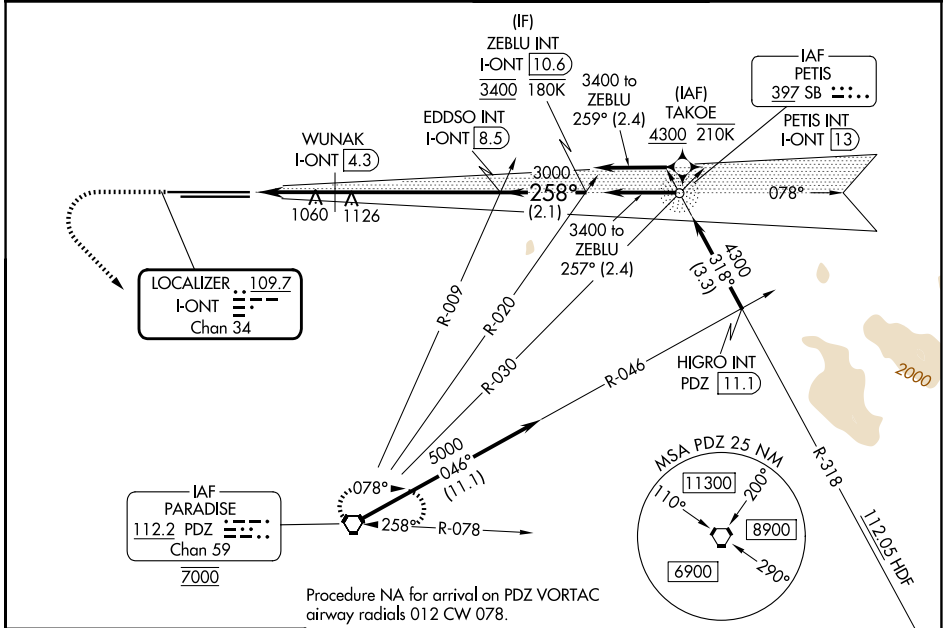 (IF)
ZEBLU INT
I-ONT 10.6
3400 180K
3400 to
ZEBLU
259° (2.4)
(IAF)
TAKOE
4300 210K
IAF
PETIS
397 SB
PETIS INT
I-ONT 13
EDDSO INT
I-ONT 8.5
WUNAK
I-ONT 4.3
3000
258°
(2.1)
078°
1060
1126
3400 to
ZEBLU
257° (2.4)
4300
318°
(3.3)
LOCALIZER 109.7
I-ONT
Chan 34
R-009
R-020
R-030
R-046
HIGRO INT
PDZ 11.1
2000
R-318
112.05 HDF
5000
046°
(11.1)
078°
258°
R-078
IAF
PARADISE
112.2 PDZ
Chan 59
7000
MSA PDZ 25 NM
11300
110°
200°
8900
6900
290°
Procedure NA for arrival on PDZ VORTAC
airway radials 012 CW 078.